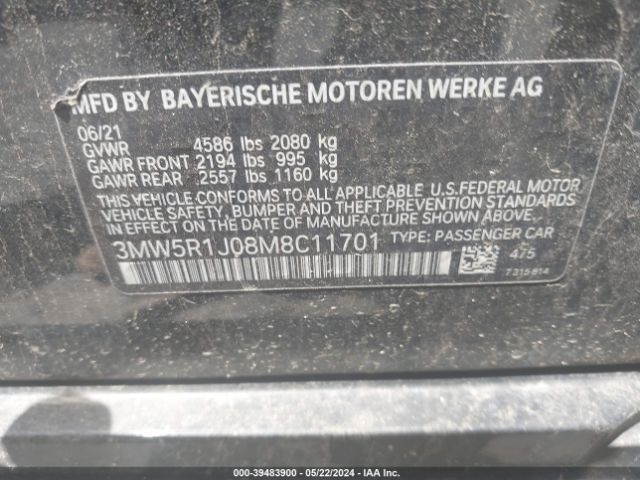 MFD BY BAYERISCHE MOTOREN WERKE AG
06/21
GVWR 4586 lbs 2080 kg
GAWR FRONT 2194 lbs 995 kg
GAWR REAR 2557 lbs 1160 kg
THIS VEHICLE CONFORMS TO ALL APPLICABLE U.S.FEDERAL MOTOR
VEHICLE SAFETY, BUMPER AND THEFT PREVENTION STANDARDS
IN EFFECT ON THE DATE OF MANUFACTURE SHOWN ABOVE.
3MW5R1J08M8C11701 TYPE: PASSENGER CAR
475
7315814
000-39483900 - 05/22/2024 - IAA Inc.